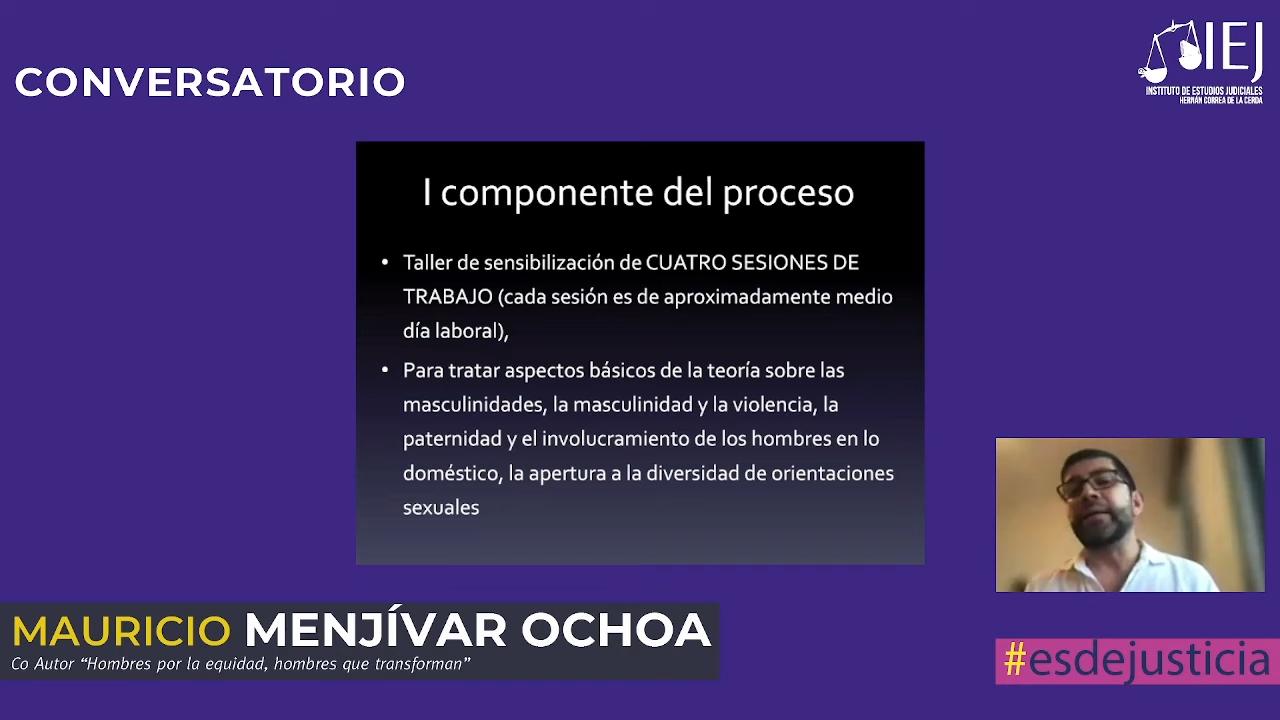 CONVERSATORIO
IEJ
INSTITUTO DE ESTUDIOS JUDICIALES
HERNÁN CORREA DE LA CERDA
I componente del proceso
• Taller de sensibilización de CUATRO SESIONES DE
TRABAJO (cada sesión es de aproximadamente medio
día laboral),
• Para tratar aspectos básicos de la teoría sobre las
masculinidades, la masculinidad y la violencia, la
paternidad y el involucramiento de los hombres en lo
doméstico, la apertura a la diversidad de orientaciones
sexuales
MAURICIO MENJÍVAR OCHOA
Co Autor “Hombres por la equidad, hombres que transforman”
#esdejusticia